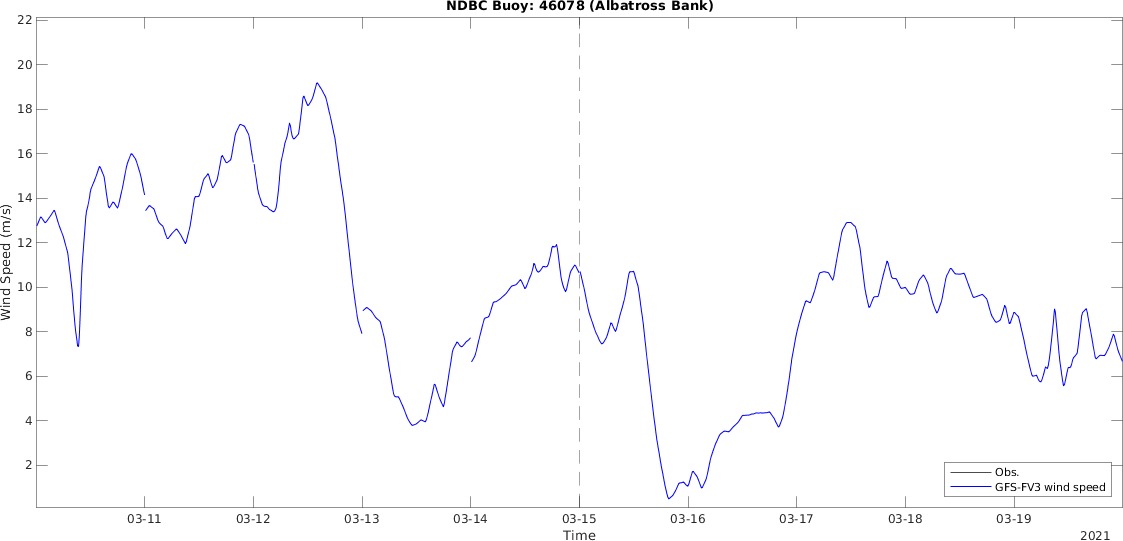 NDBC Buoy: 46078 (Albatross Bank)
22
20
18
16
14
12
10
8
6
4
2
Wind Speed (m/s)
Obs.
GFS-FV3 wind speed
03-11 03-12 03-13 03-14 03-15 03-16 03-17 03-18 03-19
Time
2021